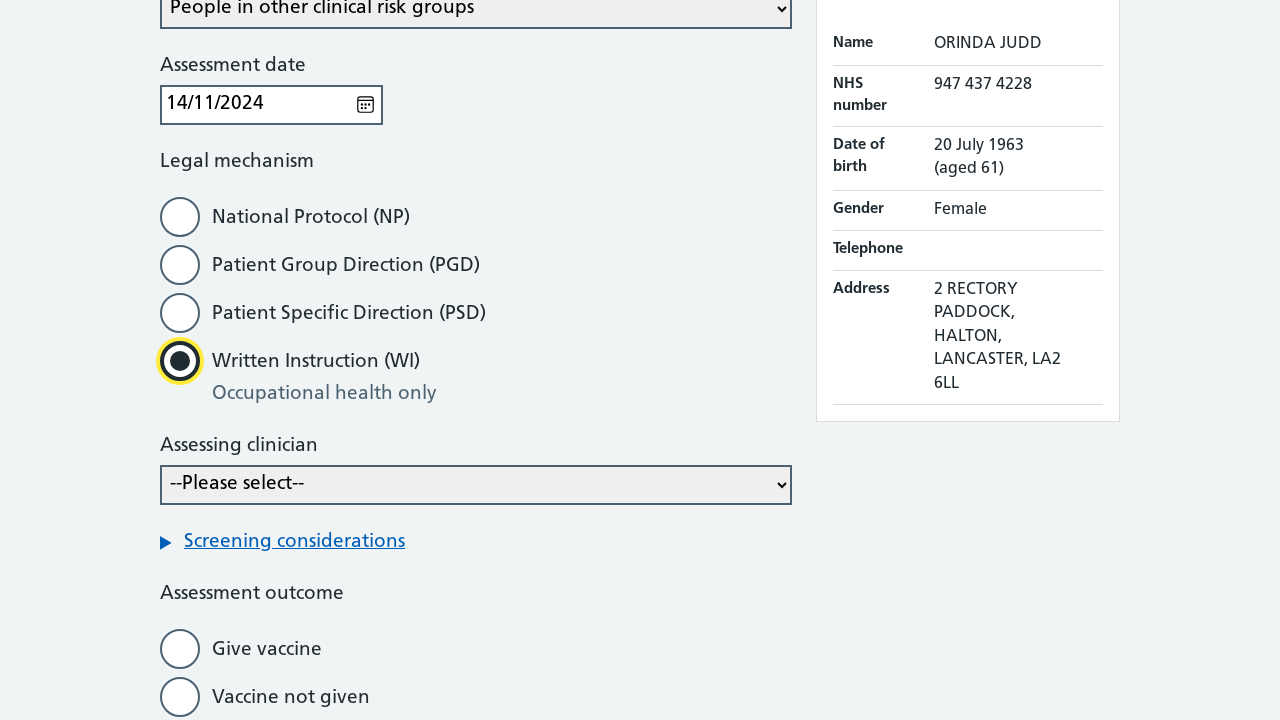 People in other clinical risk groups
Assessment date
14/11/2024
Legal mechanism
National Protocol (NP)
Patient Group Direction (PGD)
Patient Specific Direction (PSD)
Written Instruction (WI)
Occupational health only
Assessing clinician
--Please select--
Screening considerations
Assessment outcome
Give vaccine
Vaccine not given
Name ORINDA JUDD
NHS number 947 437 4228
Date of birth 20 July 1963
(aged 61)
Gender Female
Telephone
Address 2 RECTORY
PADDOCK,
HALTON,
LANCASTER, LA2
6LL